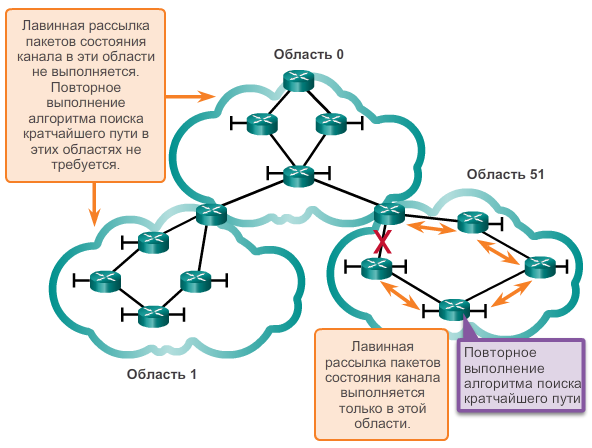 Лавинная рассылка
пакетов состояния
канала в эти области
не выполняется.
Повторное
выполнение
алгоритма поиска
кратчайшего пути в
этих областях не
требуется.
Область 0
Область 51
Область 1
Лавинная
рассылка пакетов
состояния канала
выполняется
только в этой
области.
Повторное
выполнение
алгоритма поиска
кратчайшего пути